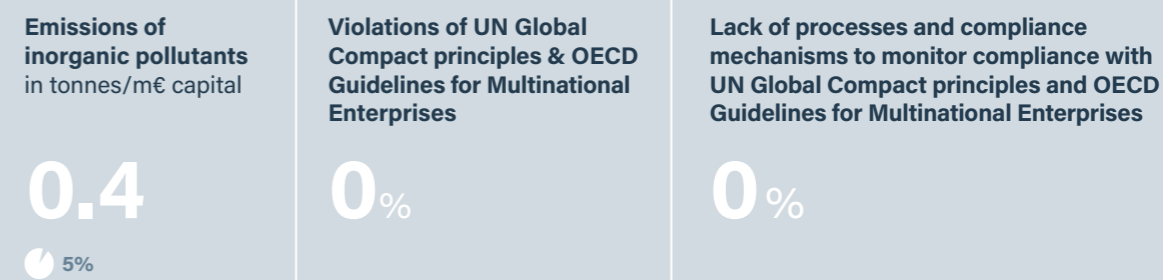 Emissions of
inorganic pollutants
in tonnes/m€ capital
0.4
5%
Violations of UN Global
Compact principles & OECD
Guidelines for Multinational
Enterprises
0%
Lack of processes and compliance
mechanisms to monitor compliance with
UN Global Compact principles and OECD
Guidelines for Multinational Enterprises
0%